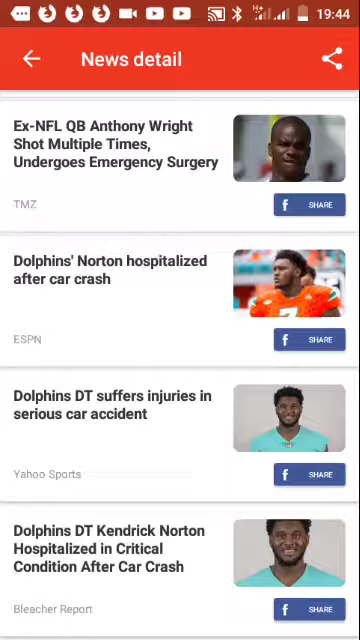 19:44
News detail
Ex-NFL QB Anthony Wright
Shot Multiple Times,
Undergoes Emergency Surgery
TMZ
f SHARE
Dolphins' Norton hospitalized
after car crash
ESPN
f SHARE
Dolphins DT suffers injuries in
serious car accident
Yahoo Sports
f SHARE
Dolphins DT Kendrick Norton
Hospitalized in Critical
Condition After Car Crash
Bleacher Report
f SHARE